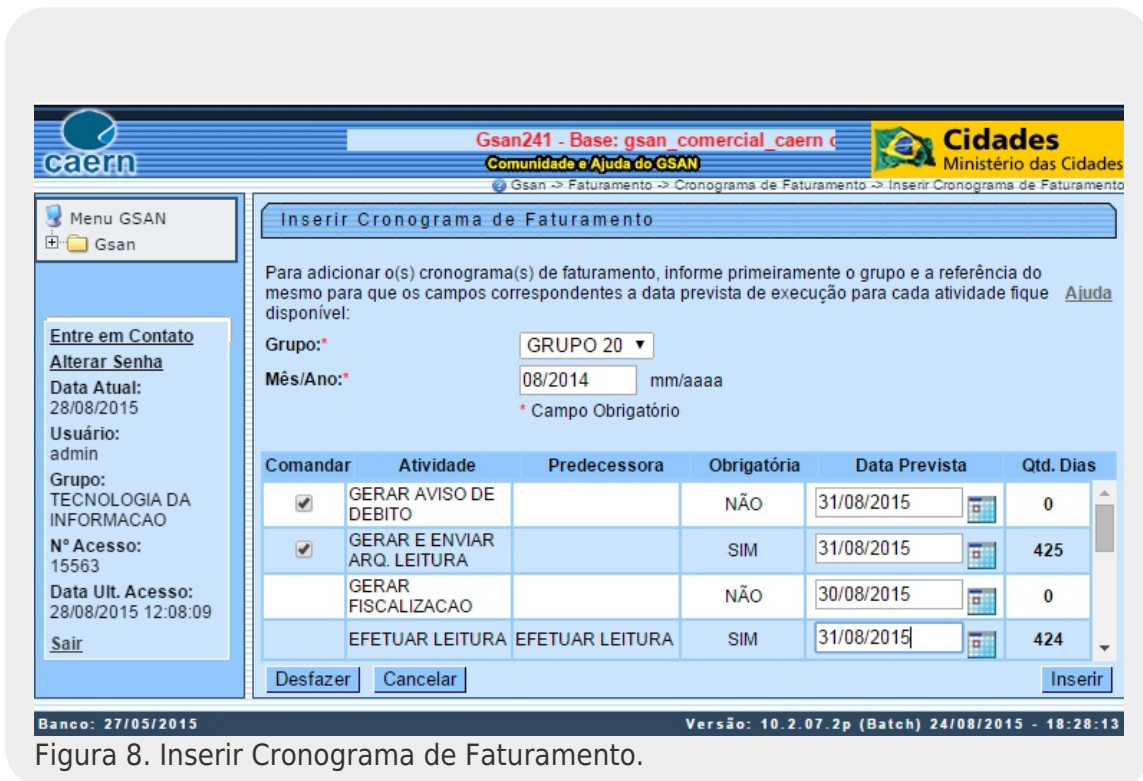 caern
Gsan241 - Base: gsan_comercial_caern
Comunidade e Ajuda do GSAN
Cidades
Ministério das Cidades
Gsan -> Faturamento -> Cronograma de Faturamento -> Inserir Cronograma de Faturamento
Menu GSAN
Gsan
Entre em Contato
Alterar Senha
Data Atual:
28/08/2015
Usuário:
admin
Grupo:
TECNOLOGIA DA
INFORMACAO
Nº Acesso:
15563
Data Ult. Acesso:
28/08/2015 12:08:09
Sair
Inserir Cronograma de Faturamento
Para adicionar o(s) cronograma(s) de faturamento, informe primeiramente o grupo e a referência do
mesmo para que os campos correspondentes a data prevista de execução para cada atividade fique Ajuda
disponível:
Grupo:* GRUPO 20
Mês/Ano:* 08/2014 mm/aaaa
* Campo Obrigatório
Comandar Atividade Predecessora Obrigatória Data Prevista Qtd. Dias
GERAR AVISO DE
DEBITO NÃO 31/08/2015 0
GERAR E ENVIAR
ARQ. LEITURA SIM 31/08/2015 425
GERAR
FISCALIZACAO NÃO 30/08/2015 0
EFETUAR LEITURA EFETUAR LEITURA SIM 31/08/2015 424
Desfazer Cancelar Inserir
Banco: 27/05/2015 Versão: 10.2.07.2p (Batch) 24/08/2015 - 18:28:13
Figura 8. Inserir Cronograma de Faturamento.